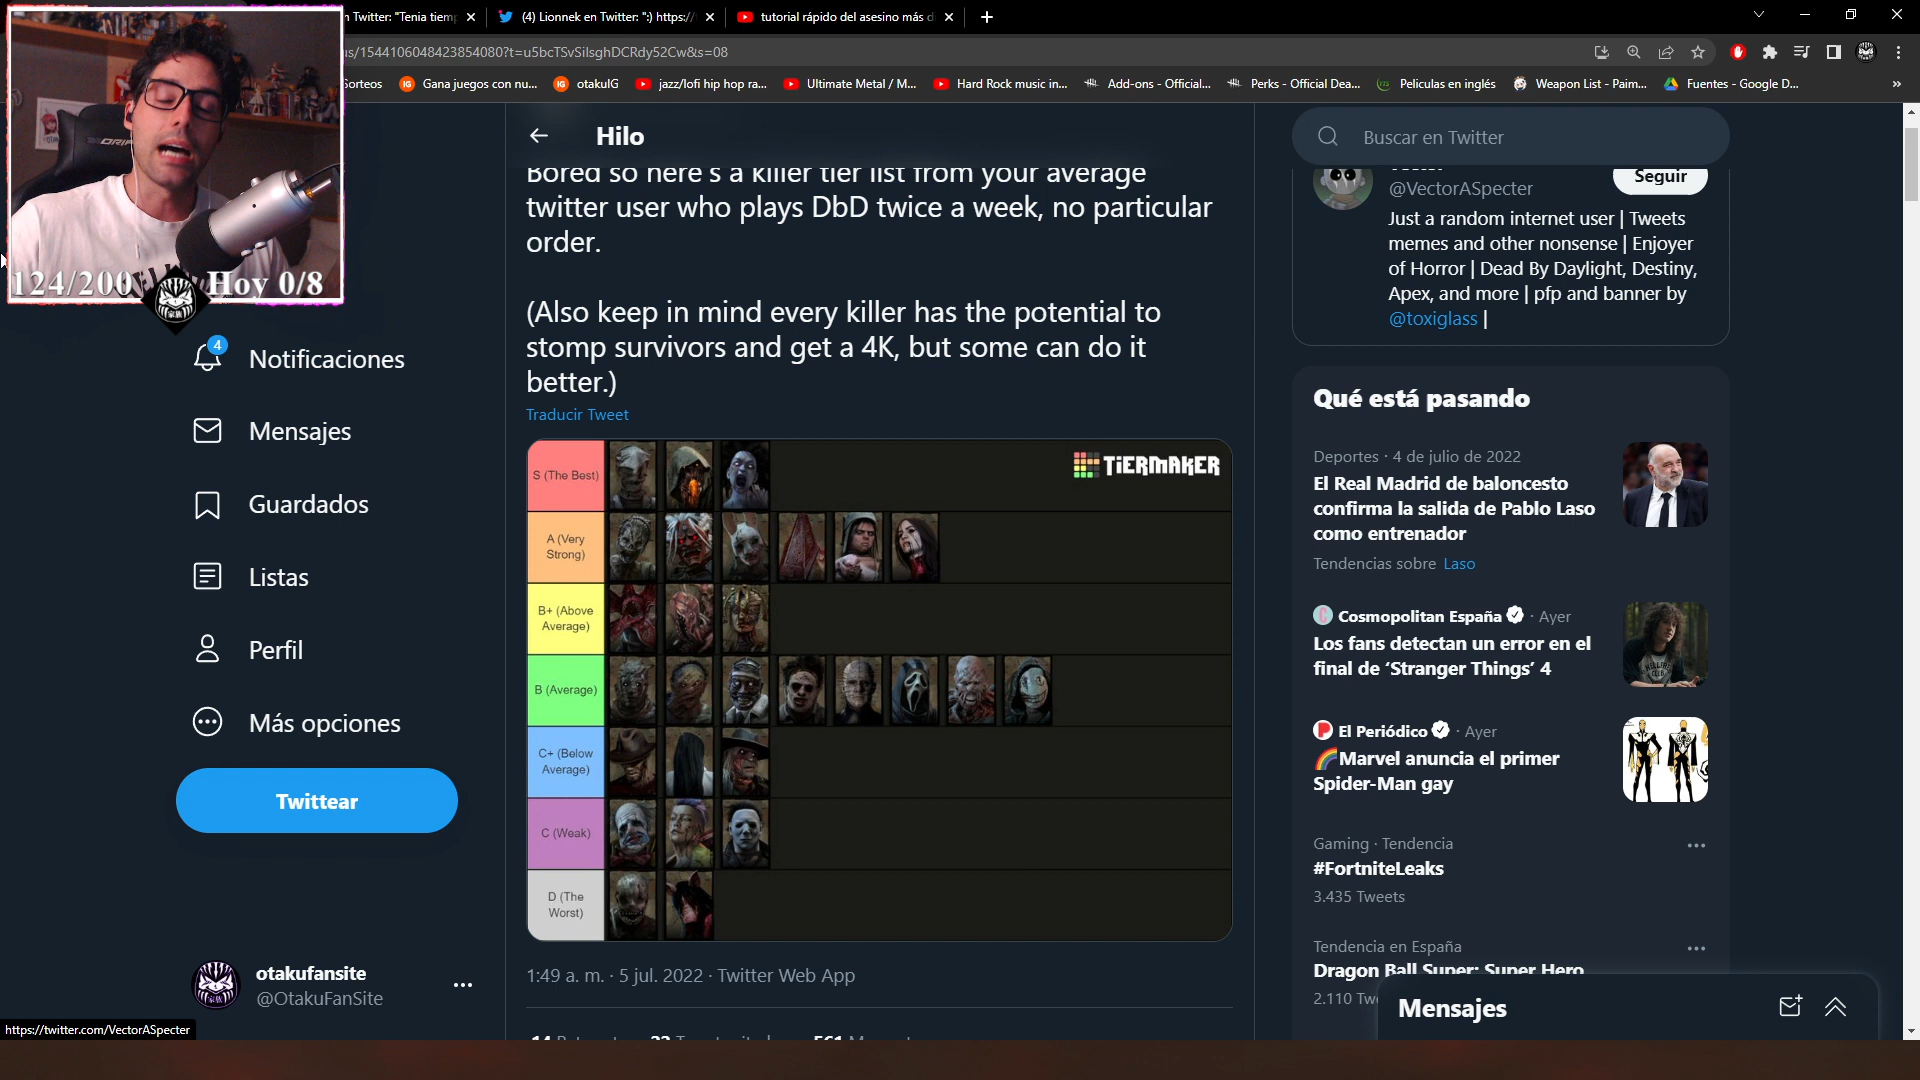 n Twitter: "Tenia tiemp
(4) Lionnek en Twitter: ":) https://
tutorial rápido del asesino más d
us/1544106048423854080?t=u5bcTSvSilsghDCRdy52Cw&s=08
Sorteos
Gana juegos con nu...
otakuIG
jazz/lofi hip hop ra...
Ultimate Metal / M...
Hard Rock music in...
Add-ons - Official...
Perks - Official Dea...
Peliculas en inglés
Weapon List - Paim...
Fuentes - Google D...
»
124/200
Hoy 0/8
4
Notificaciones
Mensajes
Guardados
Listas
Perfil
Más opciones
Twittear
otakufansite
@OtakuFanSite
https://twitter.com/VectorASpecter
Hilo
Bored so here's a killer tier list from your average
twitter user who plays DbD twice a week, no particular
order.
(Also keep in mind every killer has the potential to
stomp survivors and get a 4K, but some can do it
better.)
Traducir Tweet
TIERMAKER
S (The Best)
A (Very
Strong)
B+ (Above
Average)
B (Average)
C+ (Below
Average)
C (Weak)
D (The
Worst)
1:49 a. m. · 5 jul. 2022 · Twitter Web App
Buscar en Twitter
@VectorASpecter
Seguir
Just a random internet user | Tweets
memes and other nonsense | Enjoyer
of Horror | Dead By Daylight, Destiny,
Apex, and more | pfp and banner by
@toxiglass |
Qué está pasando
Deportes · 4 de julio de 2022
El Real Madrid de baloncesto
confirma la salida de Pablo Laso
como entrenador
Tendencias sobre Laso
Cosmopolitan España · Ayer
Los fans detectan un error en el
final de ‘Stranger Things’ 4
El Periódico · Ayer
🌈Marvel anuncia el primer
Spider-Man gay
Gaming · Tendencia
#FortniteLeaks
3.435 Tweets
Tendencia en España
Dragon Ball Super: Super Hero
2.110 Tw
Mensajes